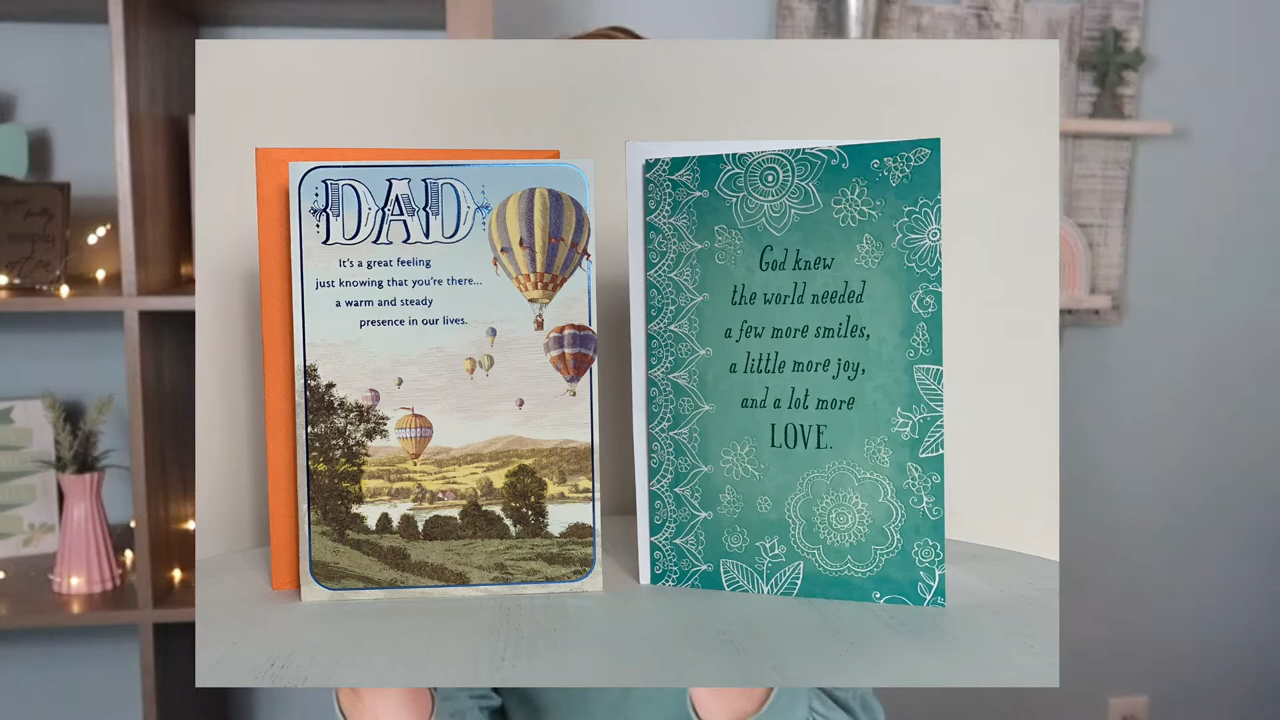 DAD
It's a great feeling
just knowing that you're there...
a warm and steady
presence in our lives.
God knew
the world needed
a few more smiles,
a little more joy,
and a lot more
LOVE.